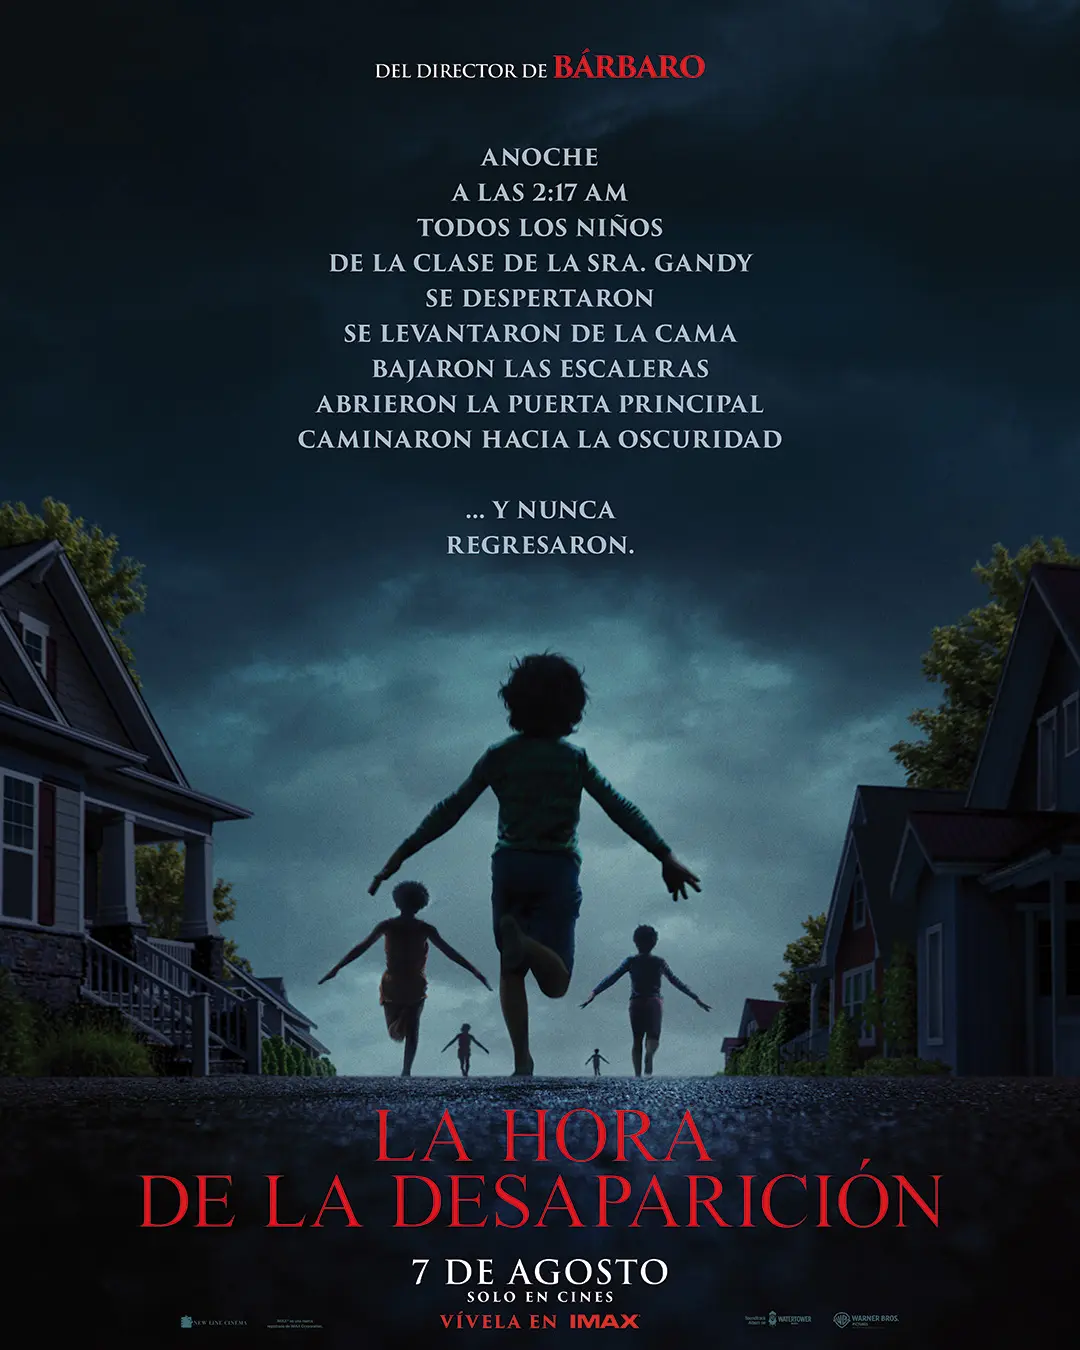 DEL DIRECTOR DE BÁRBARO
ANOCHE
A LAS 2:17 AM
TODOS LOS NIÑOS
DE LA CLASE DE LA SRA. GANDY
SE DESPERTARON
SE LEVANTARON DE LA CAMA
BAJARON LAS ESCALERAS
ABRIERON LA PUERTA PRINCIPAL
CAMINARON HACIA LA OSCURIDAD
... Y NUNCA
REGRESARON.
LA HORA
DE LA DESAPARICIÓN
7 DE AGOSTO
SOLO EN CINES
VÍVELA EN IMAX
NEW LINE CINEMA
WATERTOWER
WARNER BROS.